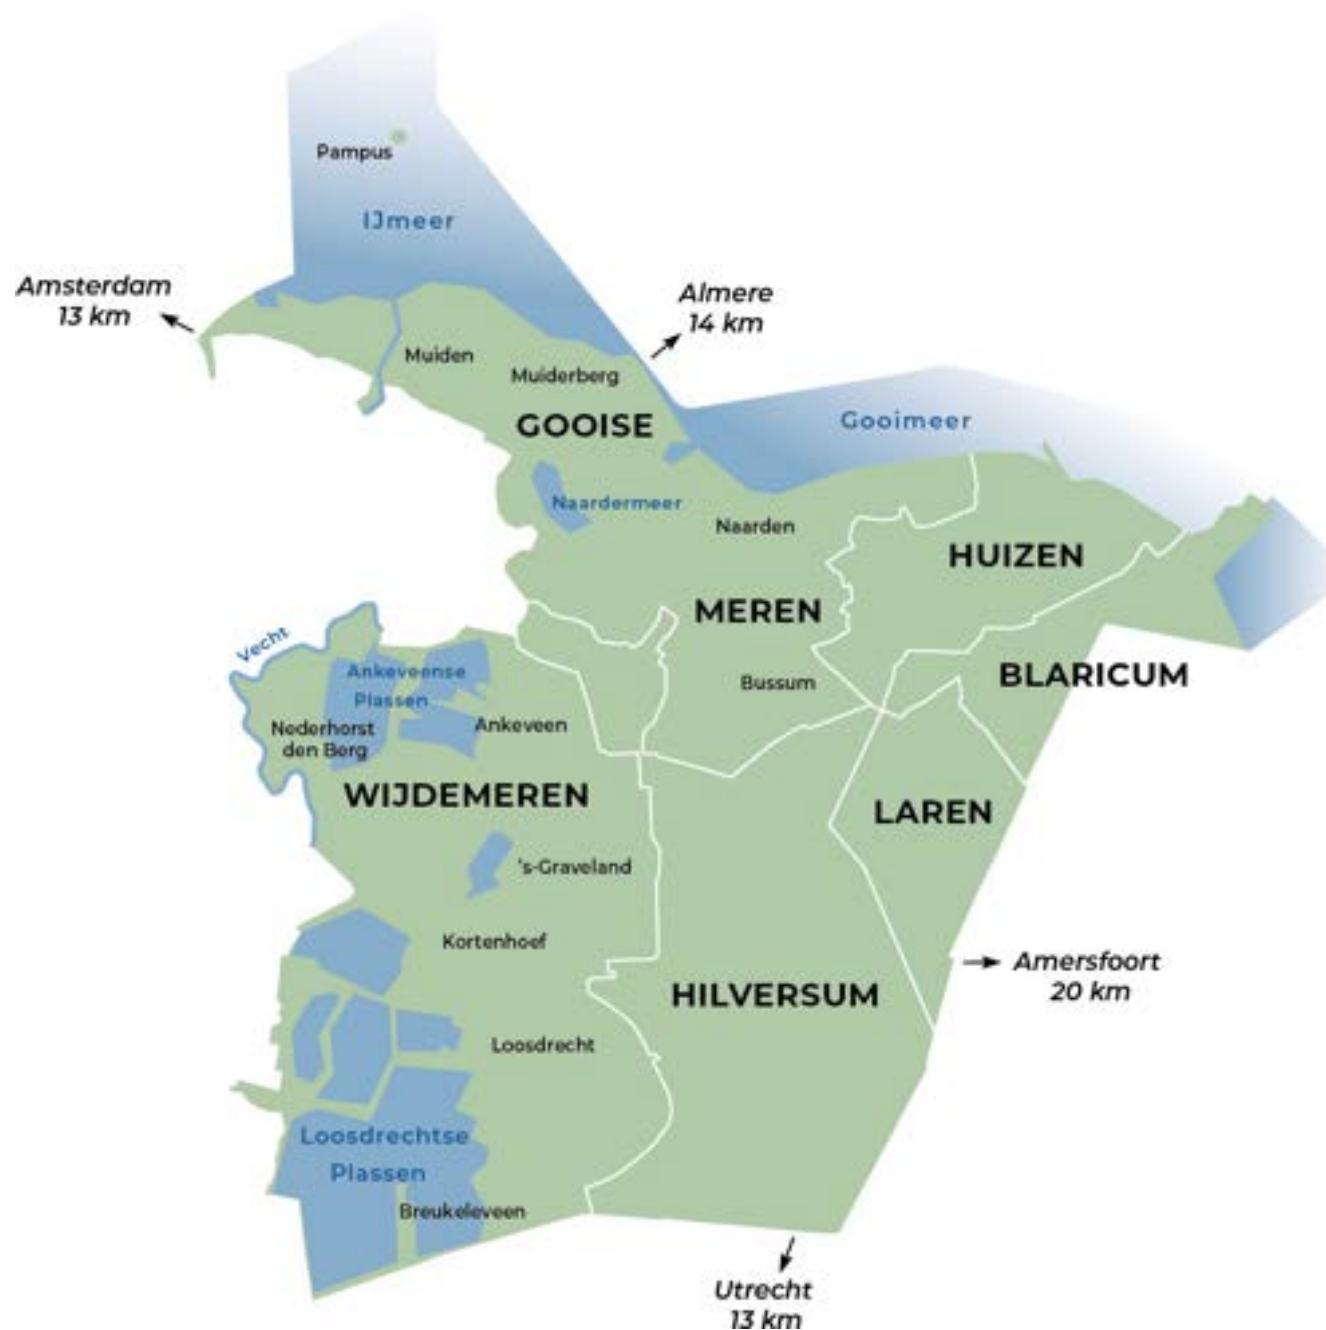 Pampus
IJmeer
Amsterdam
13 km
Almere
14 km
Muiden
Muiderberg
GOOISE
Gooimeer
Naardermeer
Naarden
HUIZEN
MEREN
Vecht
Ankeveense
Plassen
Bussum
BLARICUM
Nederhorst
den Berg
Ankeveen
WIJDEMEREN
LAREN
's-Graveland
Kortenhoef
Amersfoort
20 km
HILVERSUM
Loosdrecht
Loosdrechtse
Plassen
Breukeleveen
Utrecht
13 km